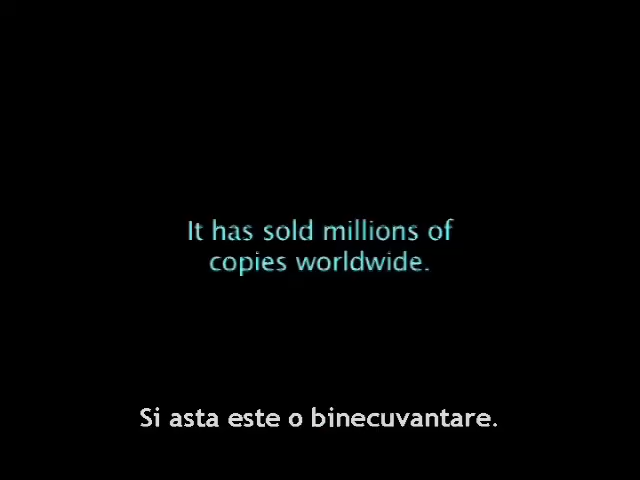 It has sold millions of
copies worldwide.
Si asta este o binecuvantare.